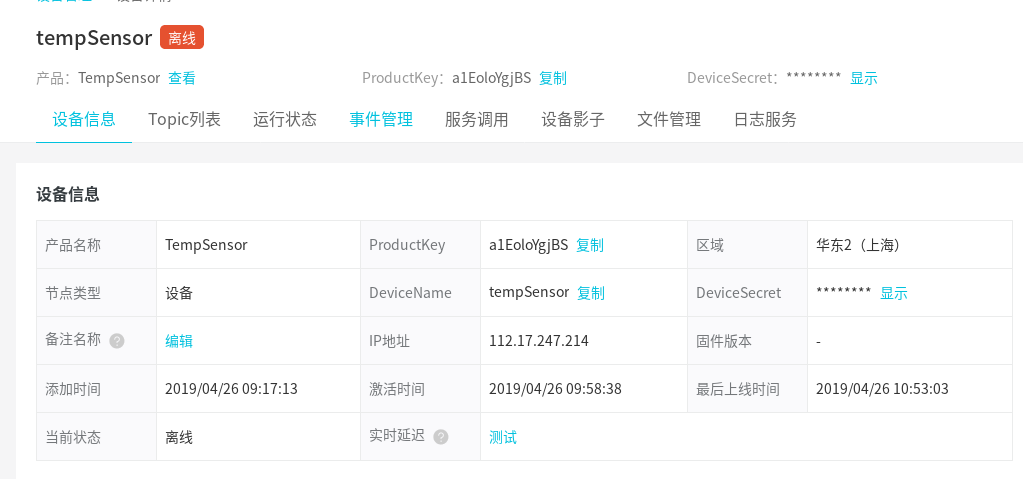 tempSensor 离线
产品：TempSensor 查看 ProductKey：a1EoloYgjBS 复制 DeviceSecret：******** 显示
设备信息 Topic列表 运行状态 事件管理 服务调用 设备影子 文件管理 日志服务
设备信息
产品名称 TempSensor ProductKey a1EoloYgjBS 复制 区域 华东2（上海）
节点类型 设备 DeviceName tempSensor 复制 DeviceSecret ******** 显示
备注名称 ? 编辑 IP地址 112.17.247.214 固件版本 -
添加时间 2019/04/26 09:17:13 激活时间 2019/04/26 09:58:38 最后上线时间 2019/04/26 10:53:03
当前状态 离线 实时延迟 ? 测试